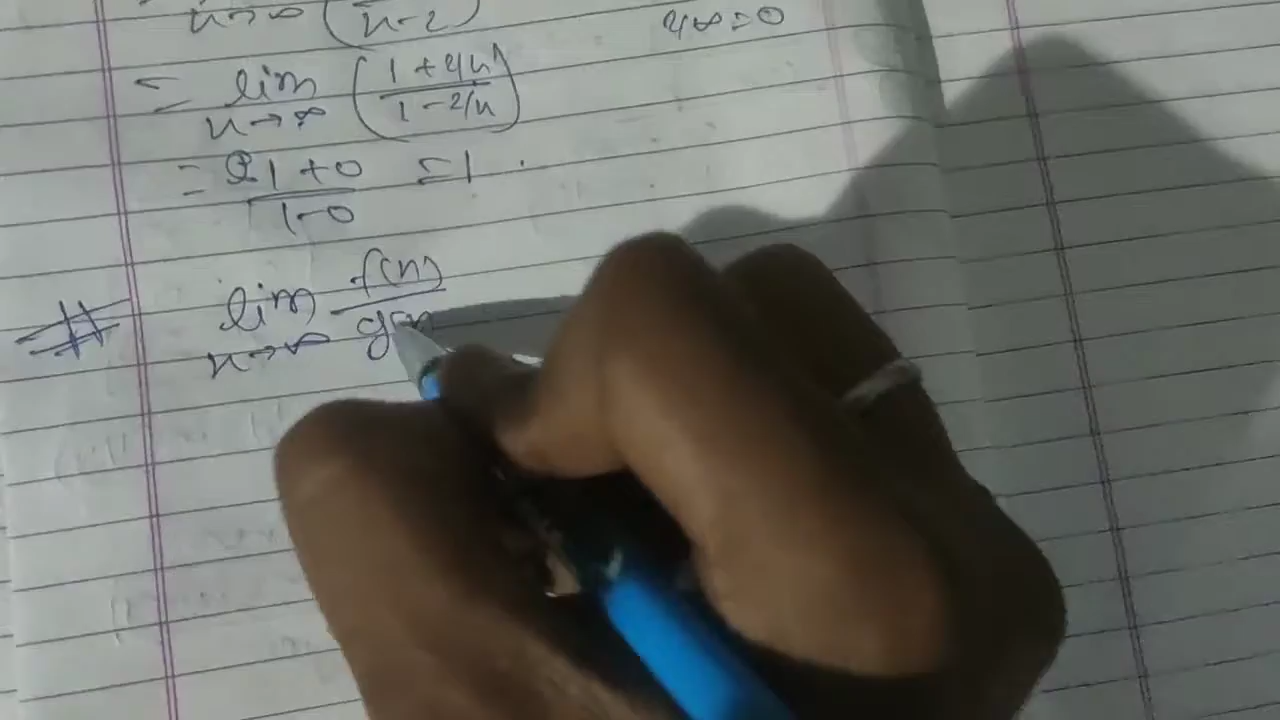 n→∞ (n-2)
4/∞=0
= lim (1+4/n / 1-2/n)
n→∞
= 1+0 / 1-0 =1.
# lim f(n) / g(n
n→∞